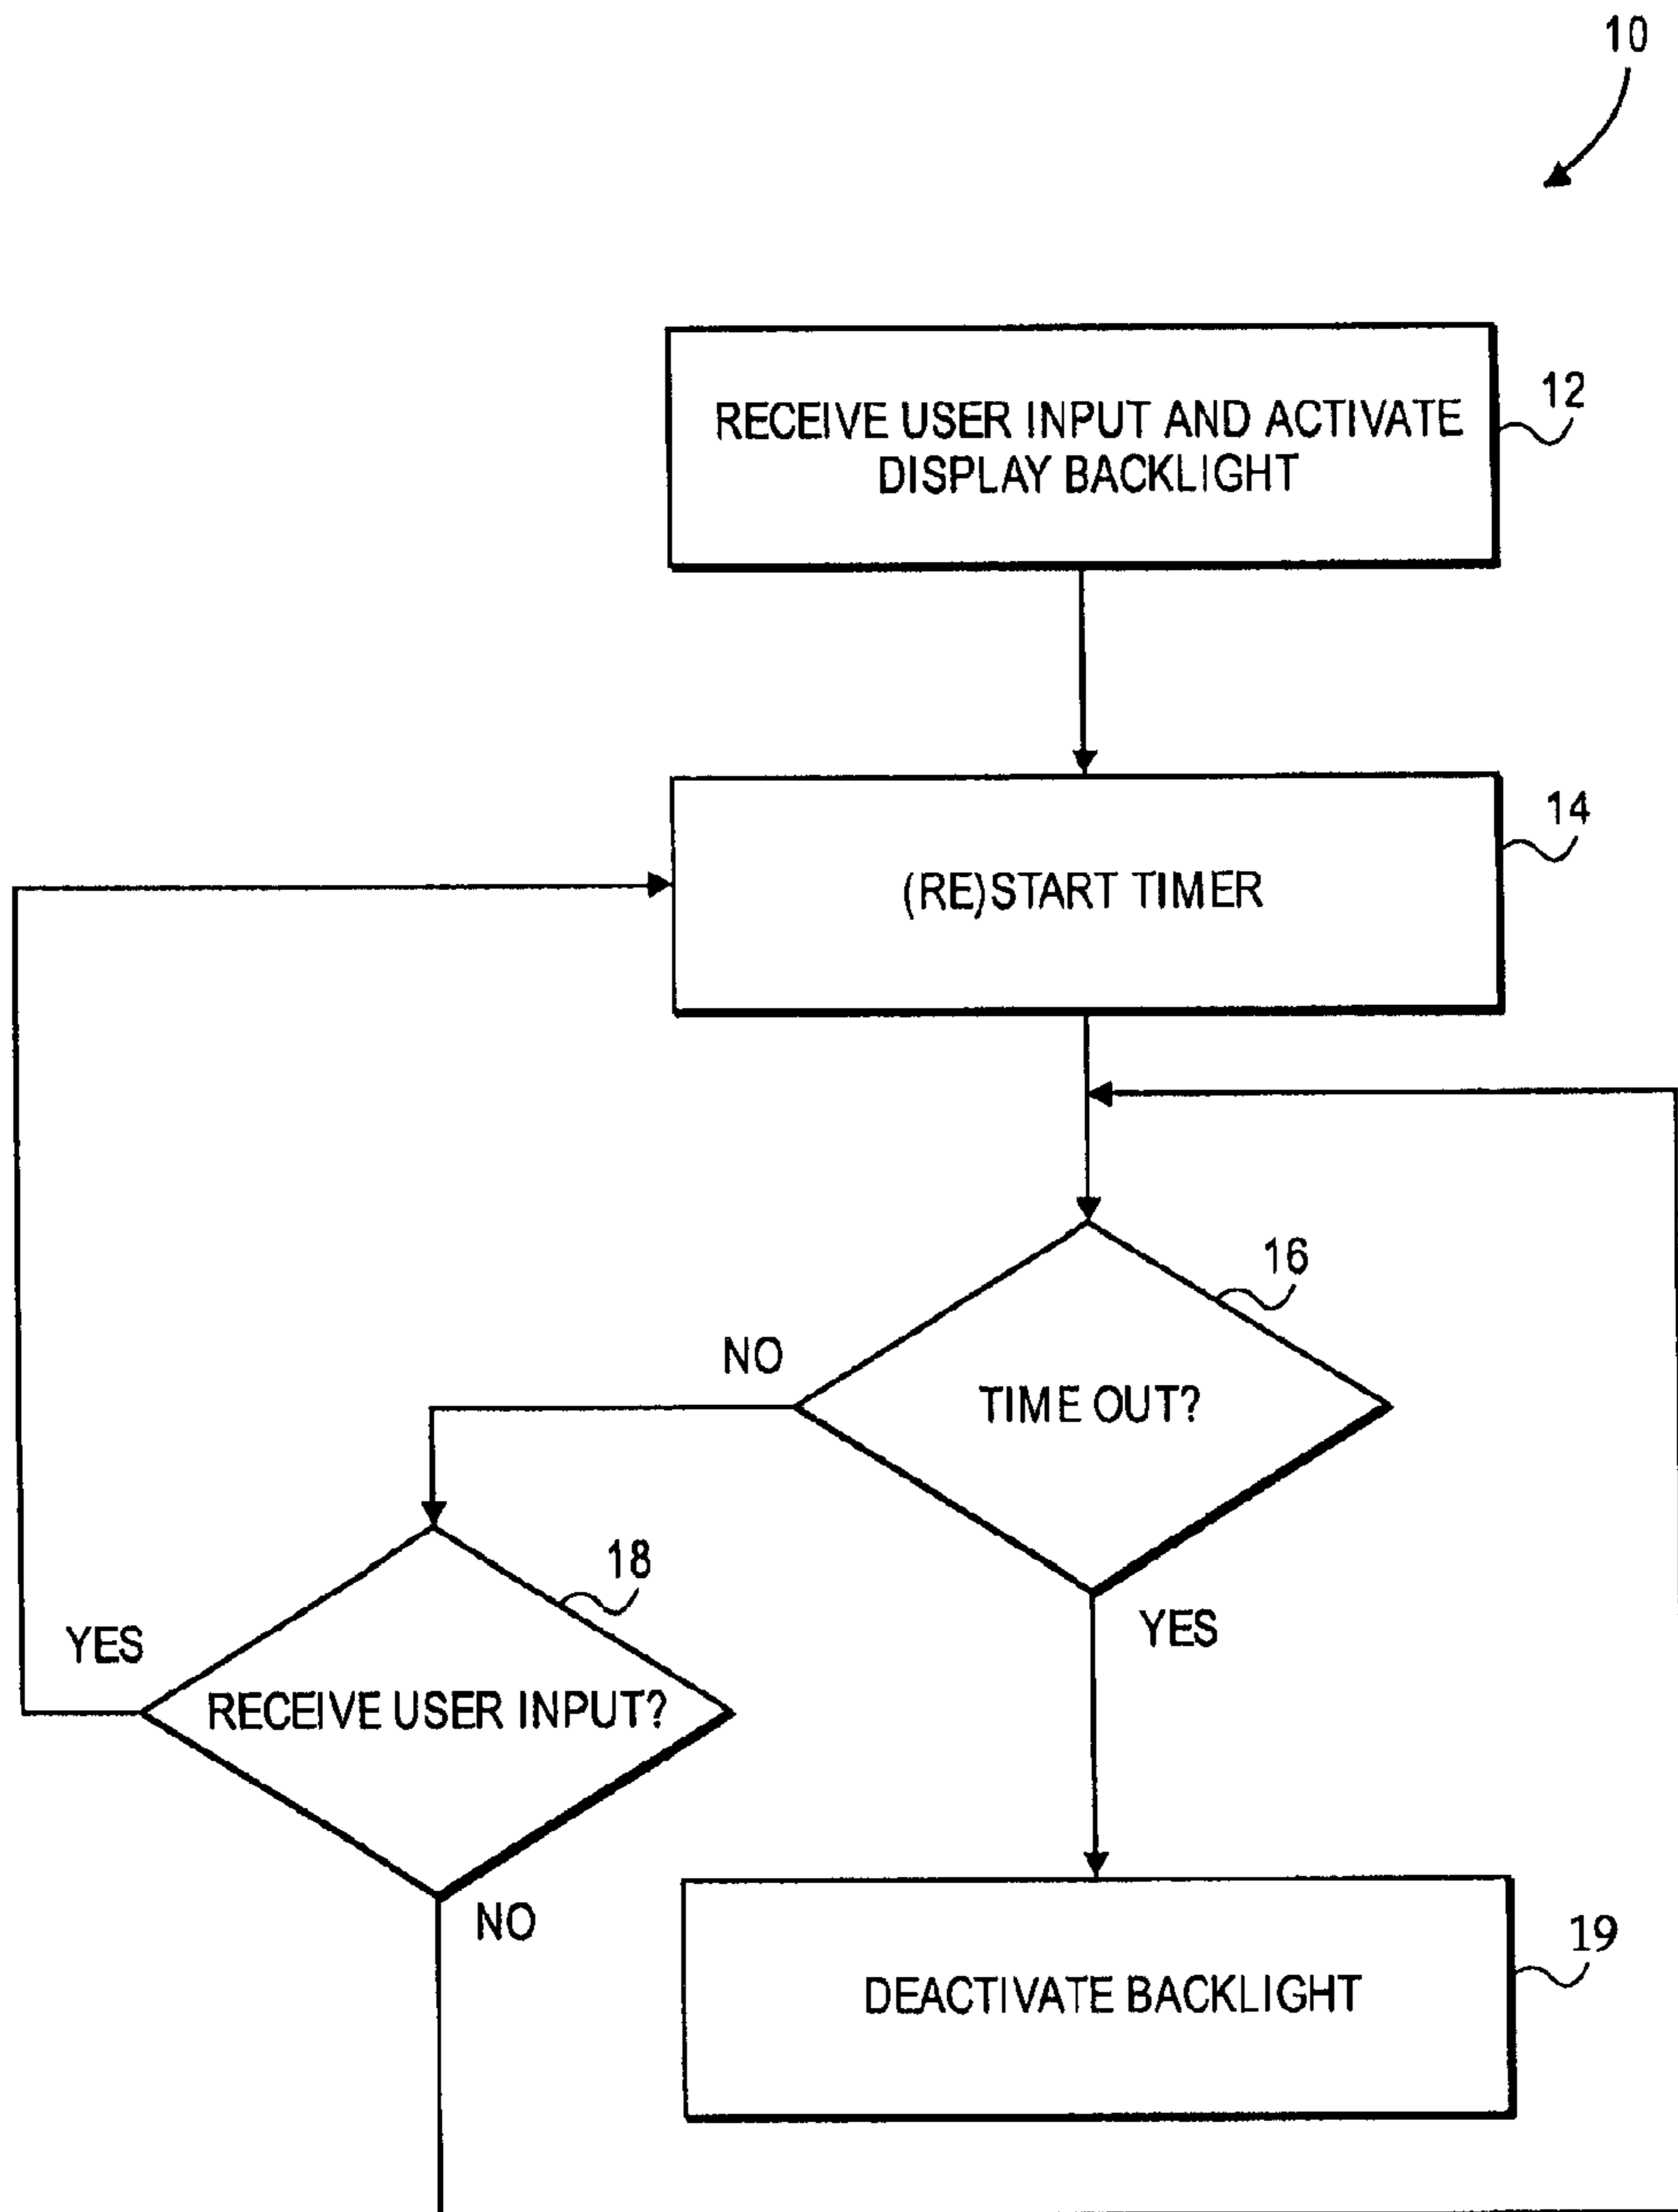 10
RECEIVE USER INPUT AND ACTIVATE
DISPLAY BACKLIGHT
12
(RE)START TIMER
14
16
NO
TIME OUT?
YES
18
YES
RECEIVE USER INPUT?
NO
DEACTIVATE BACKLIGHT
19